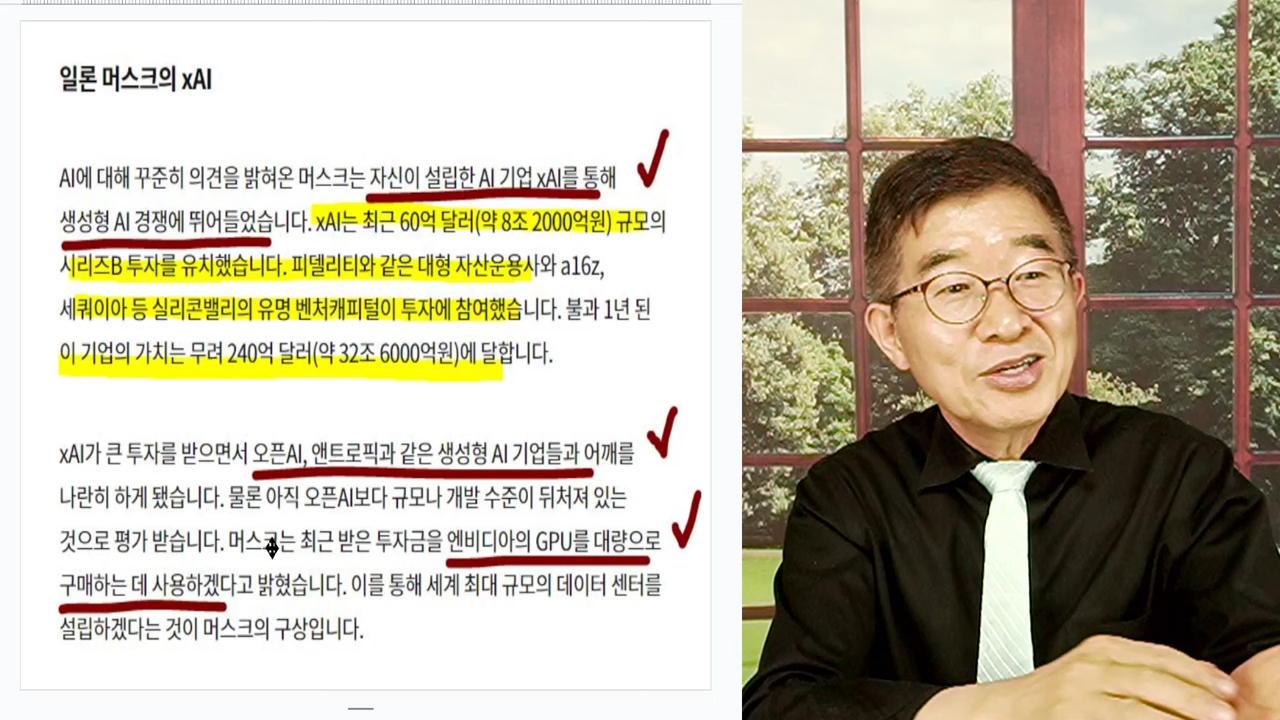 일론 머스크의 xAI
AI에 대해 꾸준히 의견을 밝혀온 머스크는 자신이 설립한 AI 기업 xAI를 통해
생성형 AI 경쟁에 뛰어들었습니다. xAI는 최근 60억 달러(약 8조 2000억원) 규모의
시리즈B 투자를 유치했습니다. 피델리티와 같은 대형 자산운용사와 a16z,
세쿼이아 등 실리콘밸리의 유명 벤처캐피털이 투자에 참여했습니다. 불과 1년 된
이 기업의 가치는 무려 240억 달러(약 32조 6000억원)에 달합니다.
xAI가 큰 투자를 받으면서 오픈AI, 앤트로픽과 같은 생성형 AI 기업들과 어깨를
나란히 하게 됐습니다. 물론 아직 오픈AI보다 규모나 개발 수준이 뒤처져 있는
것으로 평가 받습니다. 머스크는 최근 받은 투자금을 엔비디아의 GPU를 대량으로
구매하는 데 사용하겠다고 밝혔습니다. 이를 통해 세계 최대 규모의 데이터 센터를
설립하겠다는 것이 머스크의 구상입니다.